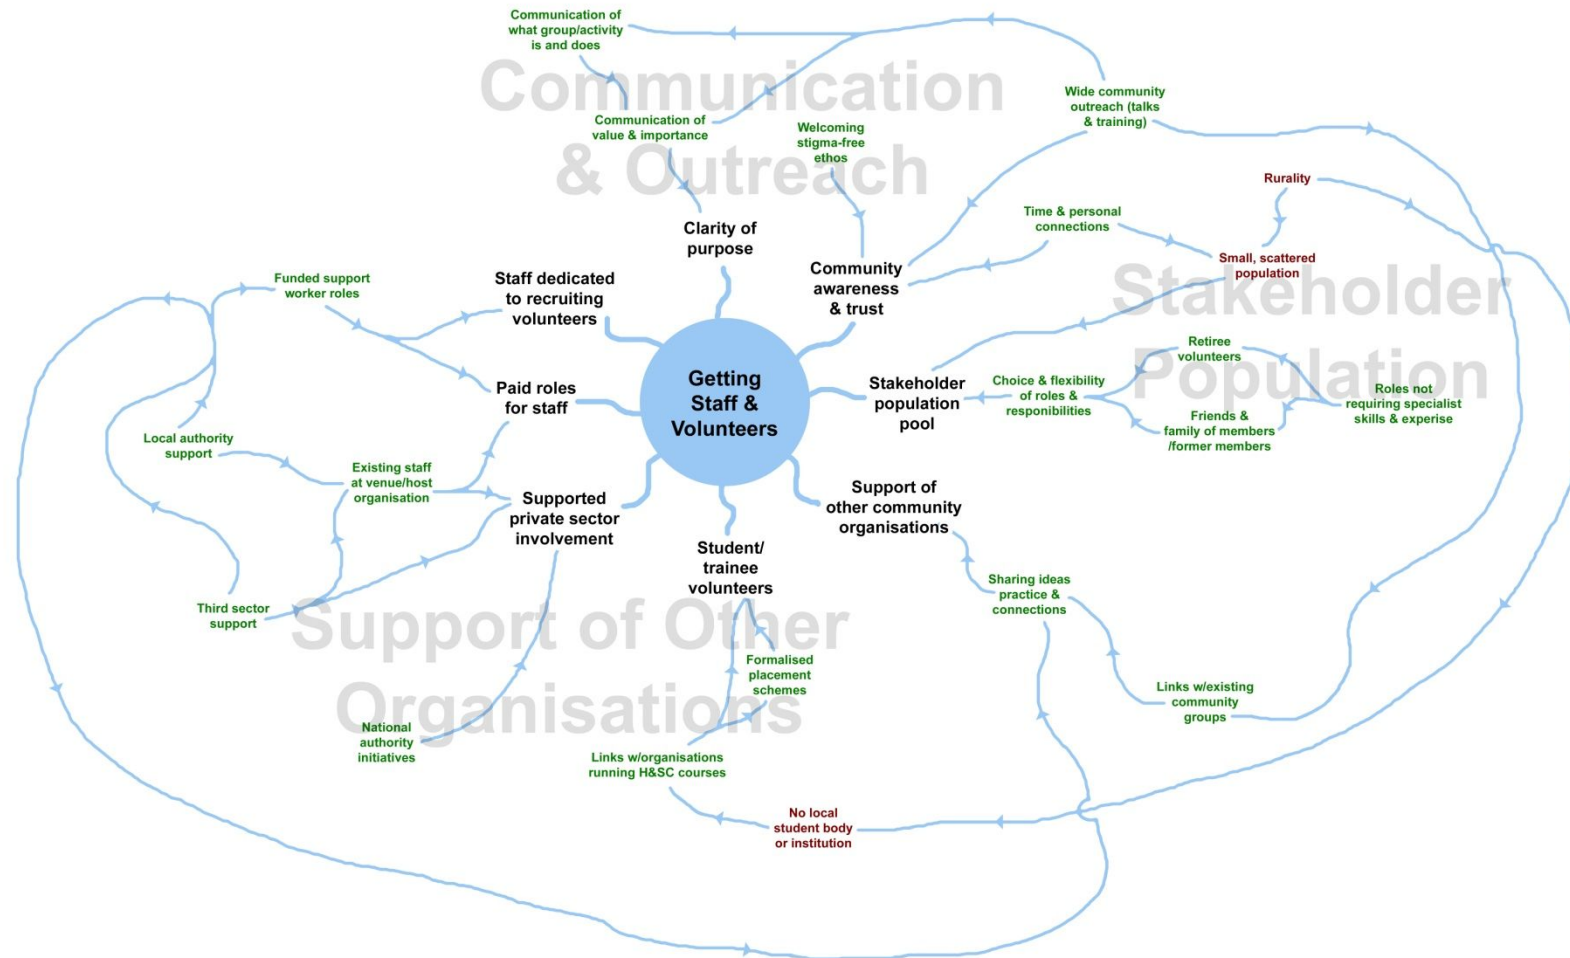 Communication of
what group/activity
is and does
Communication
& Outreach
Communication of
value & importance
Welcoming
stigma-free
ethos
Wide community
outreach (talks
& training)
Rurality
Time & personal
connections
Small, scattered
population
Clarity of
purpose
Community
awareness
& trust
Staff dedicated
to recruiting
volunteers
Funded support
worker roles
Stakeholder
Population
Retiree
volunteers
Roles not
requiring specialist
skills & experise
Friends &
family of members
/former members
Choice & flexibility
of roles &
responibilities
Stakeholder
population
pool
Getting
Staff &
Volunteers
Paid roles
for staff
Local authority
support
Existing staff
at venue/host
organisation
Supported
private sector
involvement
Support of
other community
organisations
Student/
trainee
volunteers
Sharing ideas
practice &
connections
Third sector
support
Support of Other
Organisations
Formalised
placement
schemes
Links w/existing
community
groups
National
authority
initiatives
Links w/organisations
running H&SC courses
No local
student body
or institution